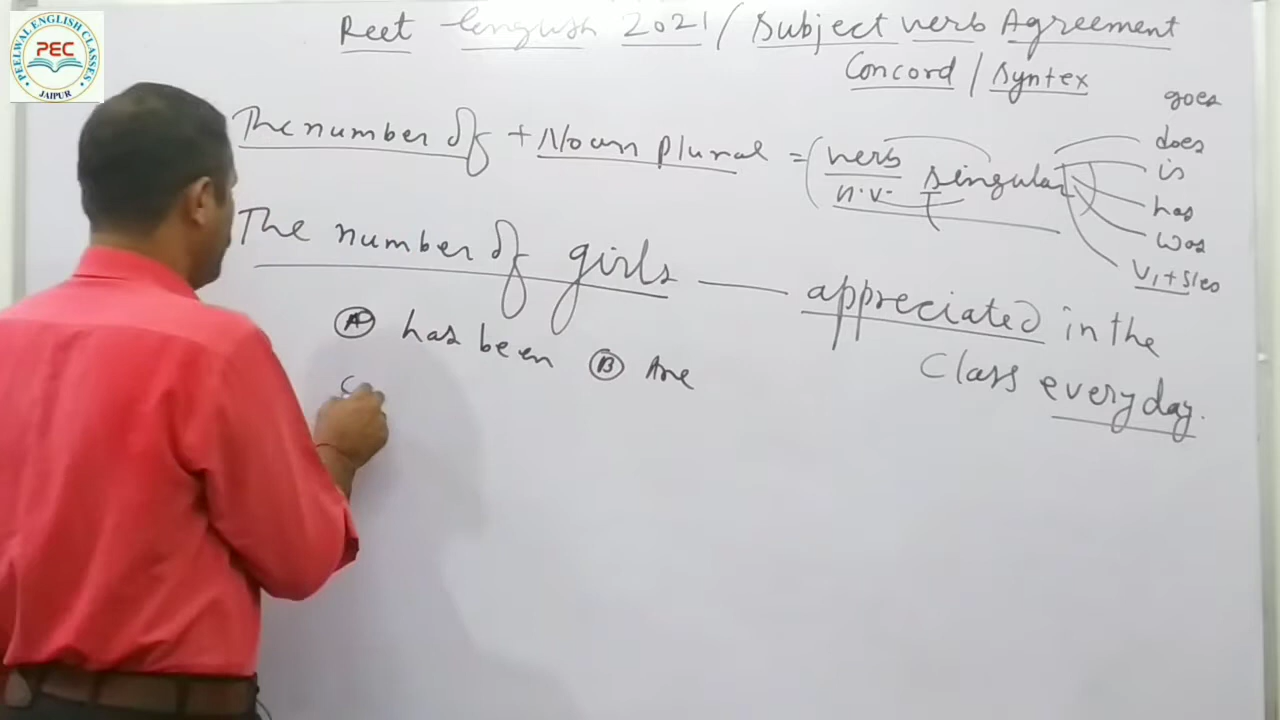 PEELWAL ENGLISH CLASSES
PEC
JAIPUR
Reet English 2021 / Subject verb Agreement
Concord / Syntex
The number of + Noun plural = ( verb singular
H.V.
goes
does
is
has
was
V1 + s/es
The number of girls — appreciated in the
class everyday.
(A) has been (B) Are
C